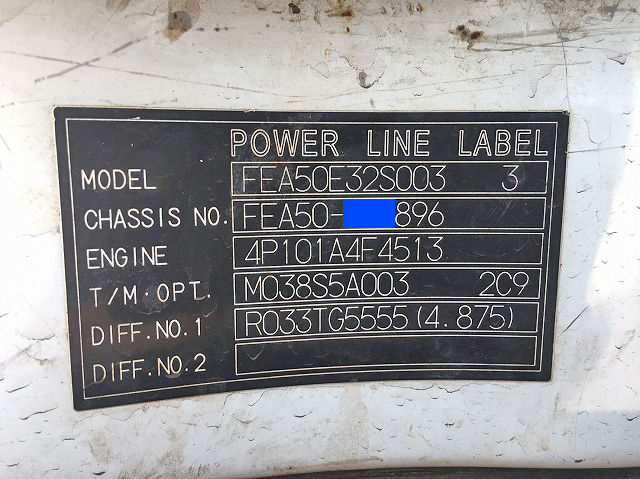 POWER LINE LABEL
MODEL FEA50E32S003 3
CHASSIS NO. FEA50- 896
ENGINE 4P101A4F4513
T/M. OPT. M038S5A003 2C9
DIFF.NO.1 R033TG5555(4.875)
DIFF.NO.2